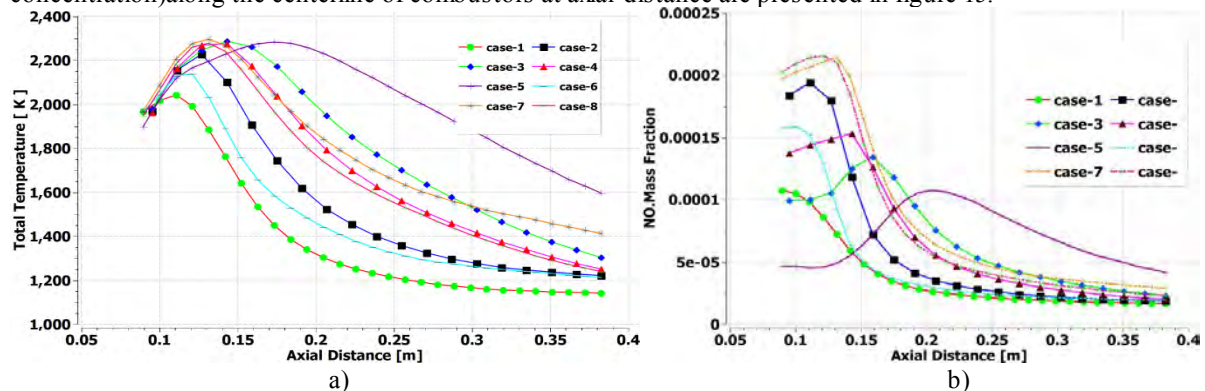 concentration)along the centerline of combustors at axial distance are presented in figure 15.
Total Temperature [ K ]
2,200
2,000
1,800
1,600
1,400
1,200
1,000
0.05
0.1
0.15
0.2
0.25
0.3
0.35
0.4
Axial Distance [m]
case-1
case-2
case-3
case-4
case-5
case-6
case-7
case-8
a)
NO.Mass Fraction
0.00025
0.0002
0.00015
0.0001
5e-05
0
0.05
0.1
0.15
0.2
0.25
0.3
0.35
0.4
Axial Distance [m]
case-1
case-
case-3
case-
case-5
case-
case-7
case-
b)